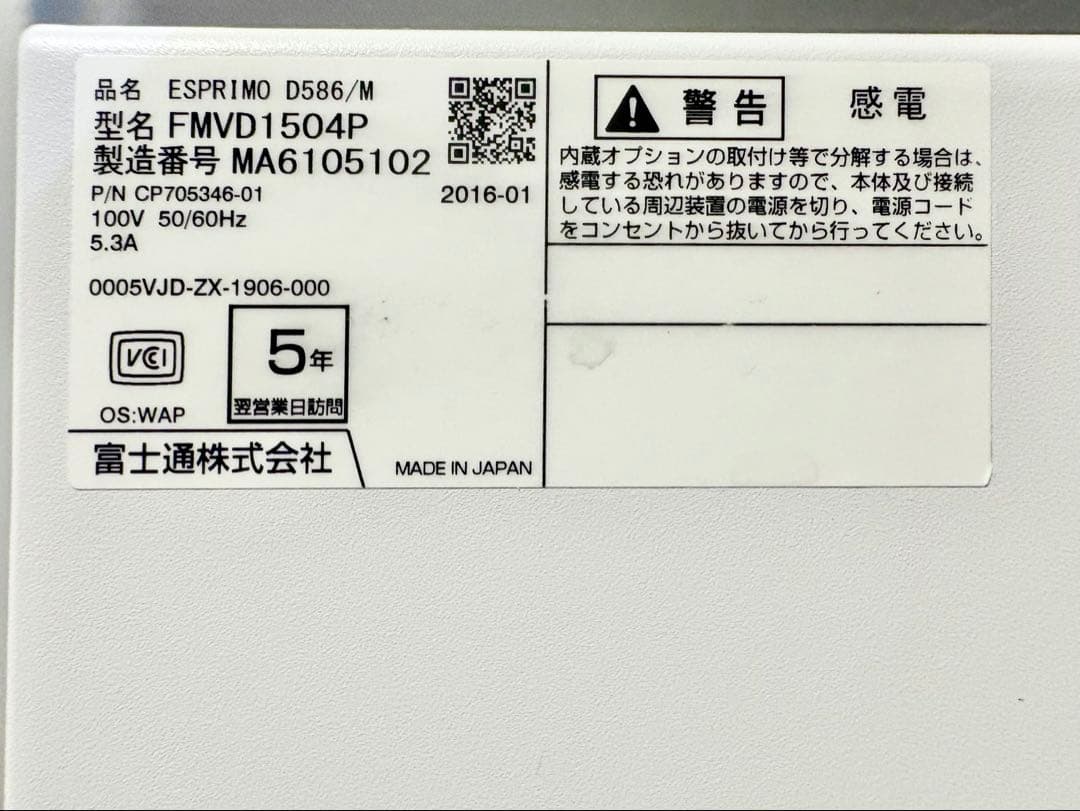 品名 ESPRIMO D586/M
型名 FMVD1504P
製造番号 MA6105102
P/N CP705346-01
2016-01
100V 50/60Hz
5.3A
0005VJD-ZX-1906-000
VCI
OS:WAP
5年
翌営業日訪問
富士通株式会社
MADE IN JAPAN
警告 感電
内蔵オプションの取付け等で分解する場合は、
感電する恐れがありますので、本体及び接続
している周辺装置の電源を切り、電源コード
をコンセントから抜いてから行ってください。